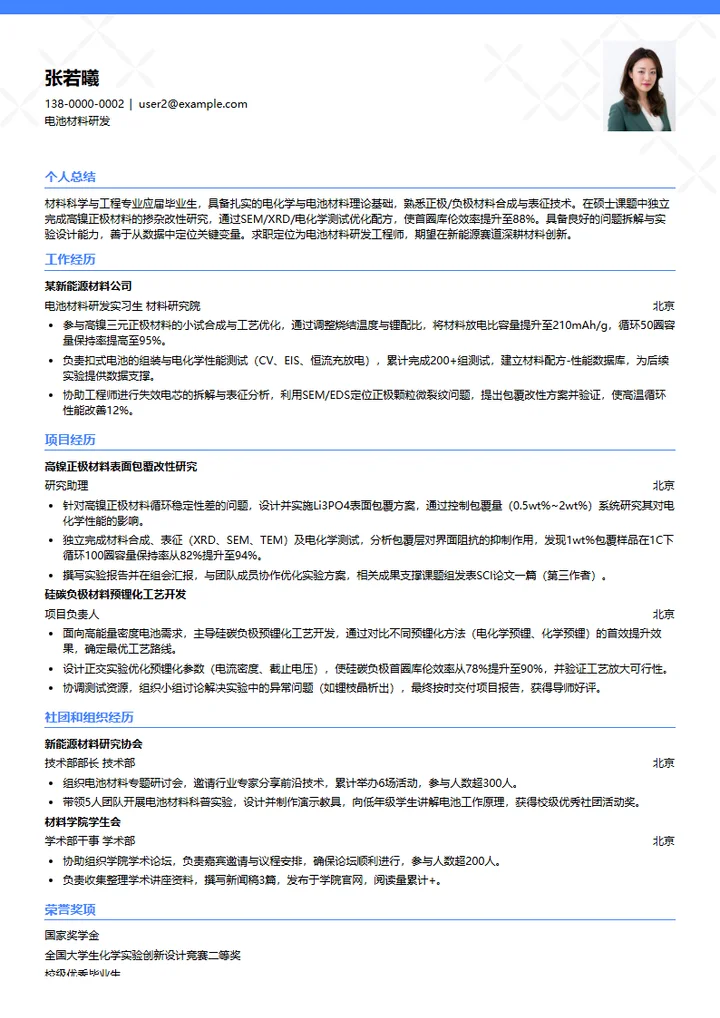 张若曦
138-0000-0002 | user2@example.com
电池材料研发
个人总结
材料科学与工程专业应届毕业生，具备扎实的电化学与电池材料理论基础，熟悉正极/负极材料合成与表征技术。在硕士课题中独立
完成高镍正极材料的掺杂改性研究，通过SEM/XRD/电化学测试优化配方，使首圈库伦效率提升至88%。具备良好的问题拆解与实
验设计能力，善于从数据中定位关键变量。求职定位为电池材料研发工程师，期望在新能源赛道深耕材料创新。
工作经历
某新能源材料公司
电池材料研发实习生 材料研究院 北京
• 参与高镍三元正极材料的小试合成与工艺优化，通过调整烧结温度与锂配比，将材料放电比容量提升至210mAh/g，循环50圈容
量保持率提高至95%。
• 负责扣式电池的组装与电化学性能测试（CV、EIS、恒流充放电），累计完成200+组测试，建立材料配方-性能数据库，为后续
实验提供数据支撑。
• 协助工程师进行失效电芯的拆解与表征分析，利用SEM/EDS定位正极颗粒微裂纹问题，提出包覆改性方案并验证，使高温循环
性能改善12%。
项目经历
高镍正极材料表面包覆改性研究
研究助理 北京
• 针对高镍正极材料循环稳定性差的问题，设计并实施Li3PO4表面包覆方案，通过控制包覆量（0.5wt%~2wt%）系统研究其对电
化学性能的影响。
• 独立完成材料合成、表征（XRD、SEM、TEM）及电化学测试，分析包覆层对界面阻抗的抑制作用，发现1wt%包覆样品在1C下
循环100圈容量保持率从82%提升至94%。
• 撰写实验报告并在组会汇报，与团队成员协作优化实验方案，相关成果支撑课题组发表SCI论文一篇（第三作者）。
硅碳负极材料预锂化工艺开发
项目负责人 北京
• 面向高能量密度电池需求，主导硅碳负极预锂化工艺开发，通过对比不同预锂化方法（电化学预锂、化学预锂）的首效提升效
果，确定最优工艺路线。
• 设计正交实验优化预锂化参数（电流密度、截止电压），使硅碳负极首圈库伦效率从78%提升至90%，并验证工艺放大可行性。
• 协调测试资源，组织小组讨论解决实验中的异常问题（如锂枝晶析出），最终按时交付项目报告，获得导师好评。
社团和组织经历
新能源材料研究协会
技术部部长 技术部 北京
• 组织电池材料专题研讨会，邀请行业专家分享前沿技术，累计举办6场活动，参与人数超300人。
• 带领5人团队开展电池材料科普实验，设计并制作演示教具，向低年级学生讲解电池工作原理，获得校级优秀社团活动奖。
材料学院学生会
学术部干事 学术部 北京
• 协助组织学院学术论坛，负责嘉宾邀请与议程安排，确保论坛顺利进行，参与人数超200人。
• 负责收集整理学术讲座资料，撰写新闻稿3篇，发布于学院官网，阅读量累计+。
荣誉奖项
国家奖学金
全国大学生化学实验创新设计竞赛二等奖
校级优秀毕业生